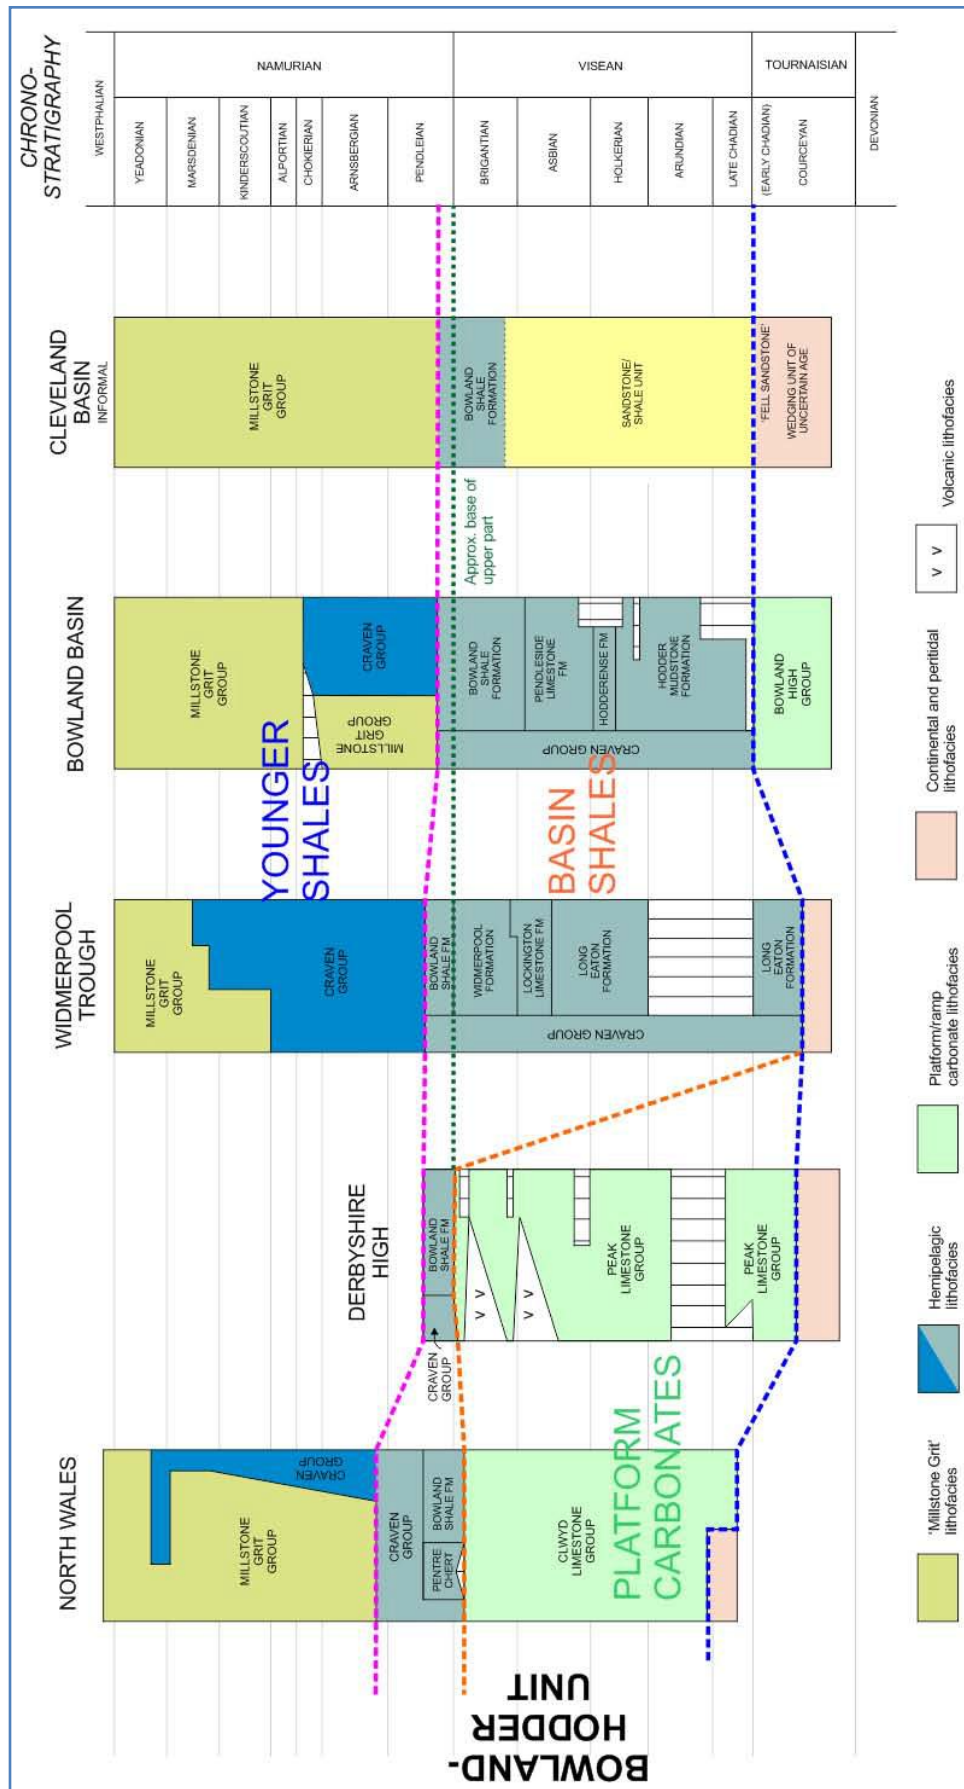 BOWLAND-
HODDER
UNIT
NORTH WALES
MILLSTONE
GRIT
GROUP
CRAVEN
GROUP
CRAVEN
GROUP
PENTRE
CHERT
BOWLAND
SHALE FM
CLWYD
LIMESTONE
GROUP
PLATFORM
CARBONATES
DERBYSHIRE
HIGH
CRAVEN
GROUP
BOWLAND
SHALE FM
V V
V V
PEAK
LIMESTONE
GROUP
PEAK
LIMESTONE
GROUP
WIDMERPOOL
TROUGH
MILLSTONE
GRIT
GROUP
CRAVEN
GROUP
BOWLAND
SHALE FM
CRAVEN GROUP
WIDMERPOOL
FORMATION
LOCKINGTON
LIMESTONE FM
LONG
EATON
FORMATION
LONG
EATON
FORMATION
YOUNGER
SHALES
BASIN
SHALES
BOWLAND BASIN
MILLSTONE
GRIT
GROUP
MILLSTONE
GRIT
GROUP
CRAVEN
GROUP
CRAVEN GROUP
BOWLAND
SHALE
FORMATION
PENDLESIDE
LIMESTONE
FM
HODDERENSE FM
HODDER
MUDSTONE
FORMATION
BOWLAND
HIGH
GROUP
Approx. base of
upper part
CLEVELAND
BASIN
INFORMAL
MILLSTONE
GRIT
GROUP
BOWLAND
SHALE
FORMATION
SANDSTONE/
SHALE UNIT
'FELL SANDSTONE'
WEDGING UNIT OF
UNCERTAIN AGE
CHRONO-
STRATIGRAPHY
WESTPHALIAN
NAMURIAN
YEADONIAN
MARSDENIAN
KINDERSCOUTIAN
ALPORTIAN
CHOKIERIAN
ARNSBERGIAN
PENDLEIAN
VISEAN
BRIGANTIAN
ASBIAN
HOLKERIAN
ARUNDIAN
LATE CHADIAN
TOURNAISIAN
(EARLY CHADIAN)
COURCEYAN
DEVONIAN
'Millstone Grit'
lithofacies
Hemipelagic
lithofacies
Platform/ramp
carbonate lithofacies
Continental and peritidal
lithofacies
V V
Volcanic lithofacies